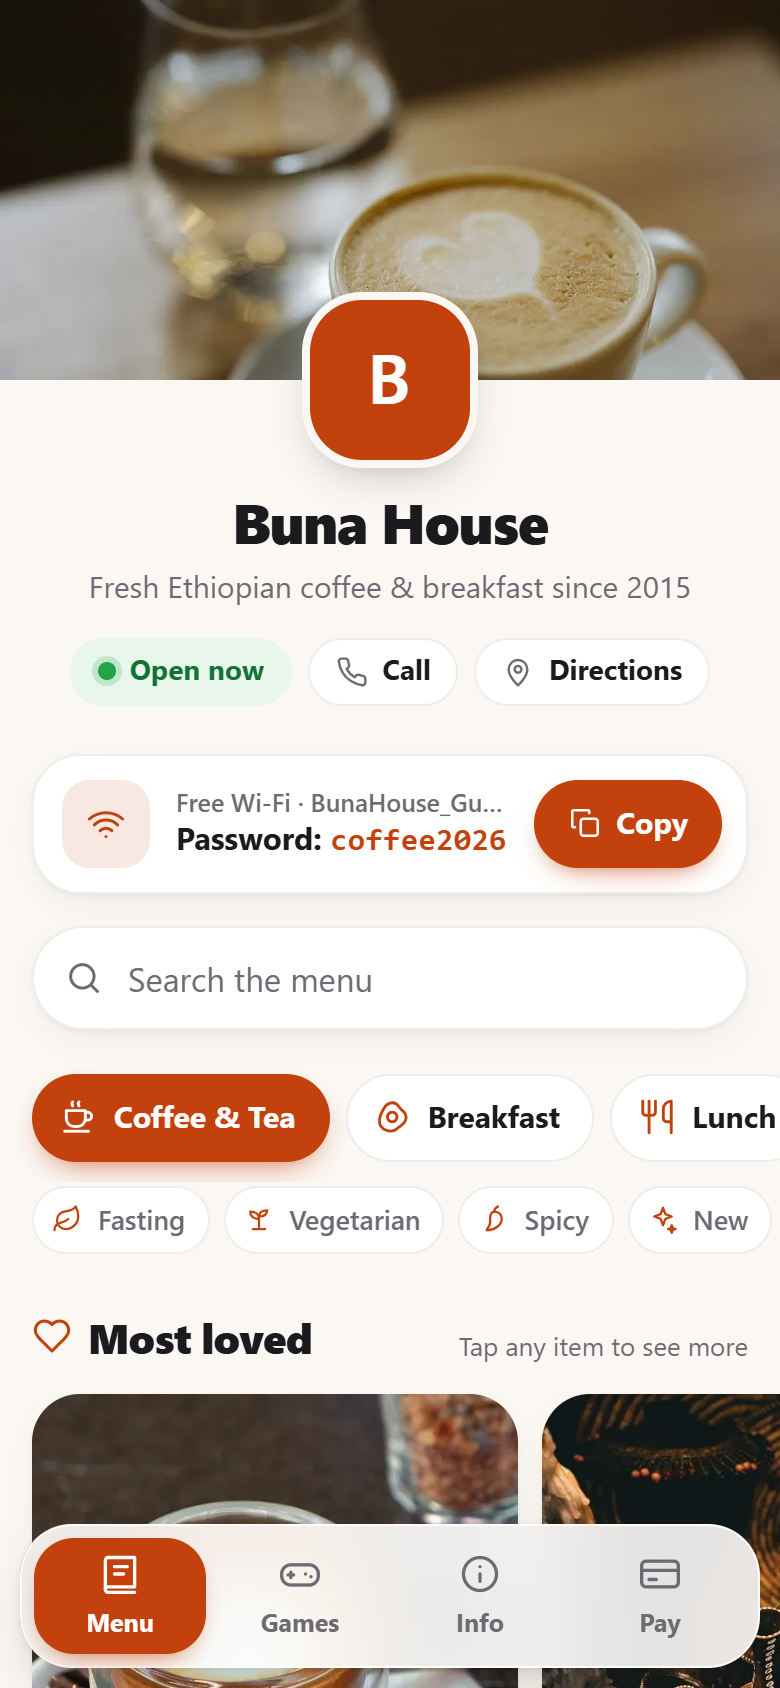 B
Buna House
Fresh Ethiopian coffee & breakfast since 2015
Open now
Call
Directions
Free Wi-Fi · BunaHouse_Gu...
Password: coffee2026
Copy
Search the menu
Coffee & Tea
Breakfast
Lunch
Fasting
Vegetarian
Spicy
New
Most loved
Tap any item to see more
Menu
Games
Info
Pay